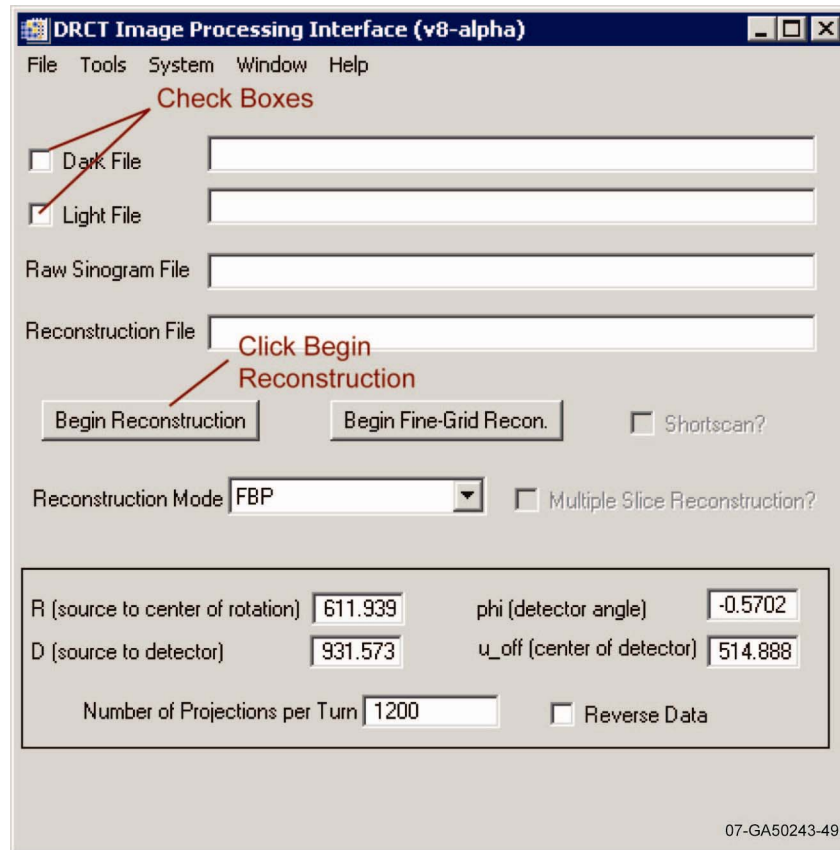 DRCT Image Processing Interface (v8-alpha)
File Tools System Window Help
Check Boxes
Dark File
Light File
Raw Sinogram File
Reconstruction File
Click Begin
Reconstruction
Begin Reconstruction Begin Fine-Grid Recon. Shortscan?
Reconstruction Mode FBP Multiple Slice Reconstruction?
R (source to center of rotation) 611.939 phi (detector angle) -0.5702
D (source to detector) 931.573 u_off (center of detector) 514.888
Number of Projections per Turn 1200 Reverse Data
07-GA50243-49